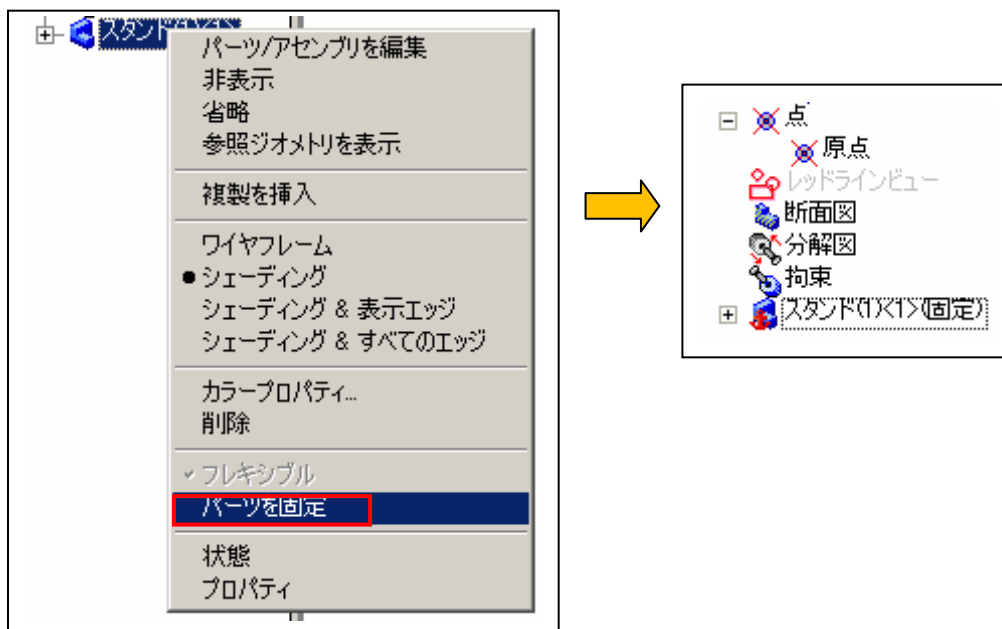 スタンド(1)<1>
パーツ/アセンブリを編集
非表示
省略
参照ジオメトリを表示
複製を挿入
ワイヤフレーム
シェーディング
シェーディング & 表示エッジ
シェーディング & すべてのエッジ
カラープロパティ...
削除
フレキシブル
パーツを固定
状態
プロパティ
点
原点
レッドラインビュー
断面図
分解図
拘束
スタンド(1)<1>(固定)